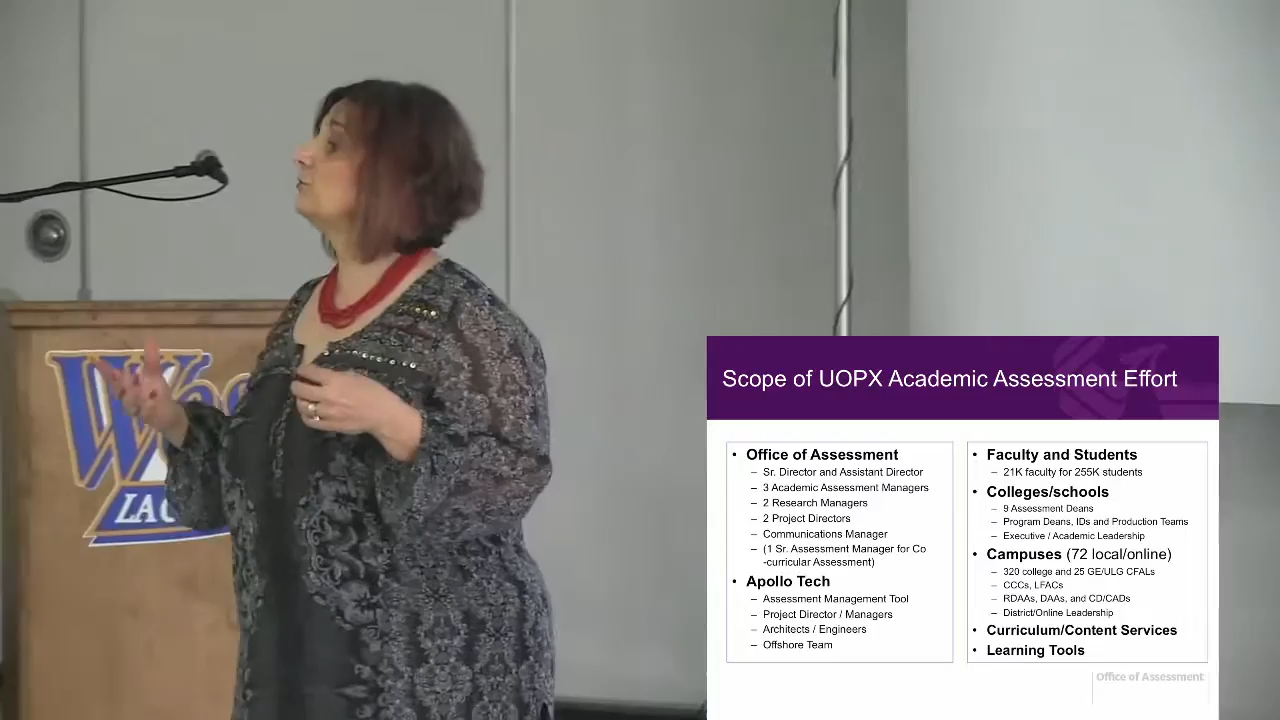 LA
Scope of UOPX Academic Assessment Effort
• Office of Assessment
– Sr. Director and Assistant Director
– 3 Academic Assessment Managers
– 2 Research Managers
– 2 Project Directors
– Communications Manager
– (1 Sr. Assessment Manager for Co
-curricular Assessment)
• Apollo Tech
– Assessment Management Tool
– Project Director / Managers
– Architects / Engineers
– Offshore Team
• Faculty and Students
– 21K faculty for 255K students
• Colleges/schools
– 9 Assessment Deans
– Program Deans, IDs and Production Teams
– Executive / Academic Leadership
• Campuses (72 local/online)
– 320 college and 25 GE/ULG CFALs
– CCCs, LFACs
– RDAAs, DAAs, and CD/CADs
– District/Online Leadership
• Curriculum/Content Services
• Learning Tools
Office of Assessment